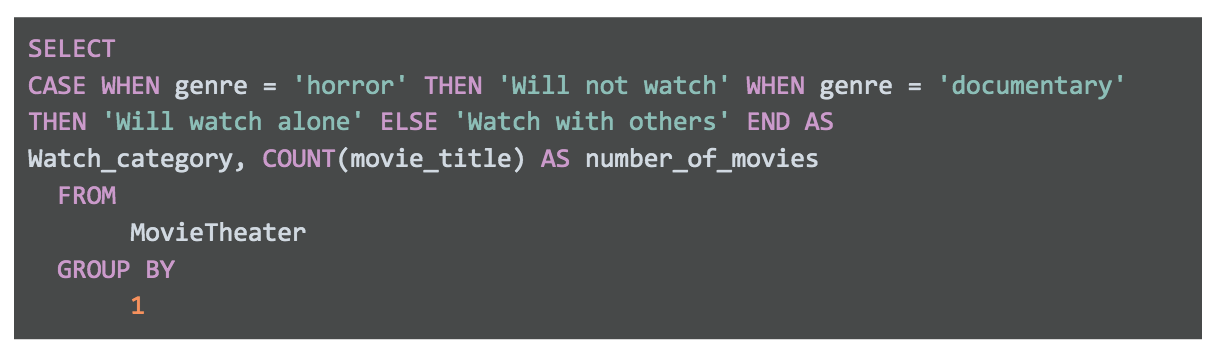 SELECT
CASE WHEN genre = 'horror' THEN 'Will not watch' WHEN genre = 'documentary'
THEN 'Will watch alone' ELSE 'Watch with others' END AS
Watch_category, COUNT(movie_title) AS number_of_movies
  FROM
       MovieTheater
  GROUP BY
       1